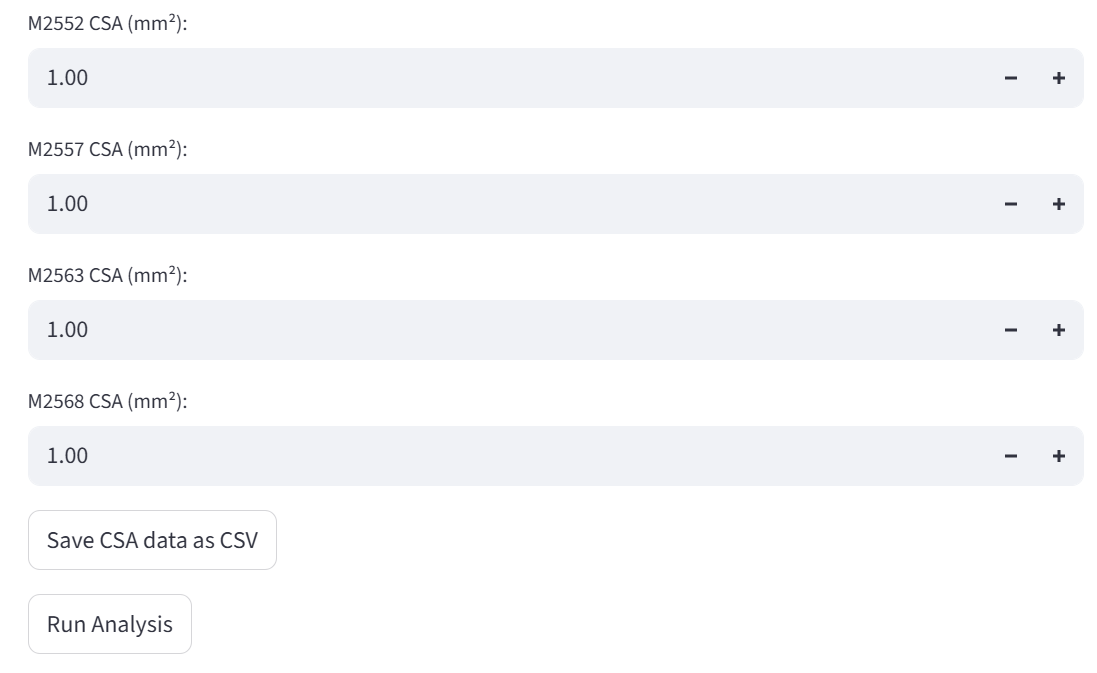 M2552 CSA (mm²):
1.00
M2557 CSA (mm²):
1.00
M2563 CSA (mm²):
1.00
M2568 CSA (mm²):
1.00
Save CSA data as CSV
Run Analysis